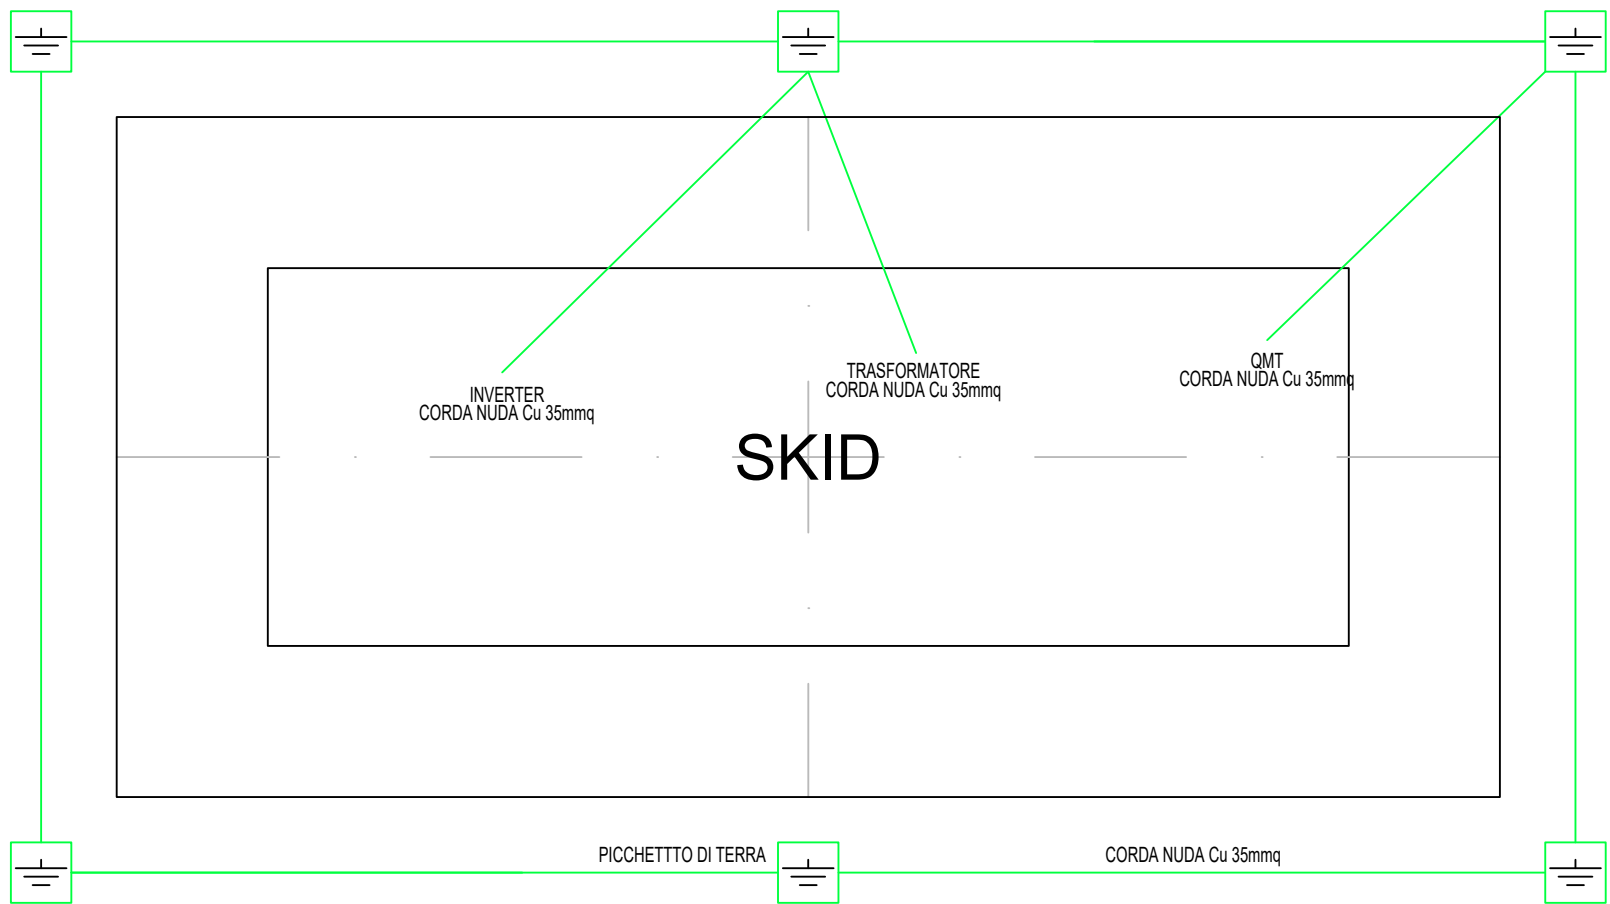 INVERTER
CORDA NUDA Cu 35mmq
TRASFORMATORE
CORDA NUDA Cu 35mmq
QMT
CORDA NUDA Cu 35mmq
SKID
PICCHETTTO DI TERRA
CORDA NUDA Cu 35mmq